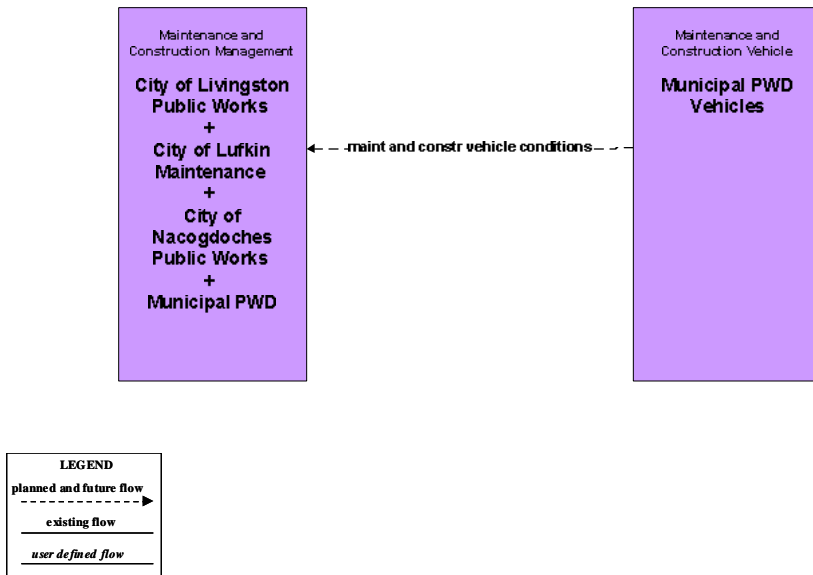 Maintenance and
Construction Management
City of Livingston
Public Works
+
City of Lufkin
Maintenance
+
City of
Nacogdoches
Public Works
+
Municipal PWD
maint and constr vehicle conditions
Maintenance and
Construction Vehicle
Municipal PWD
Vehicles
LEGEND
planned and future flow
existing flow
user defined flow